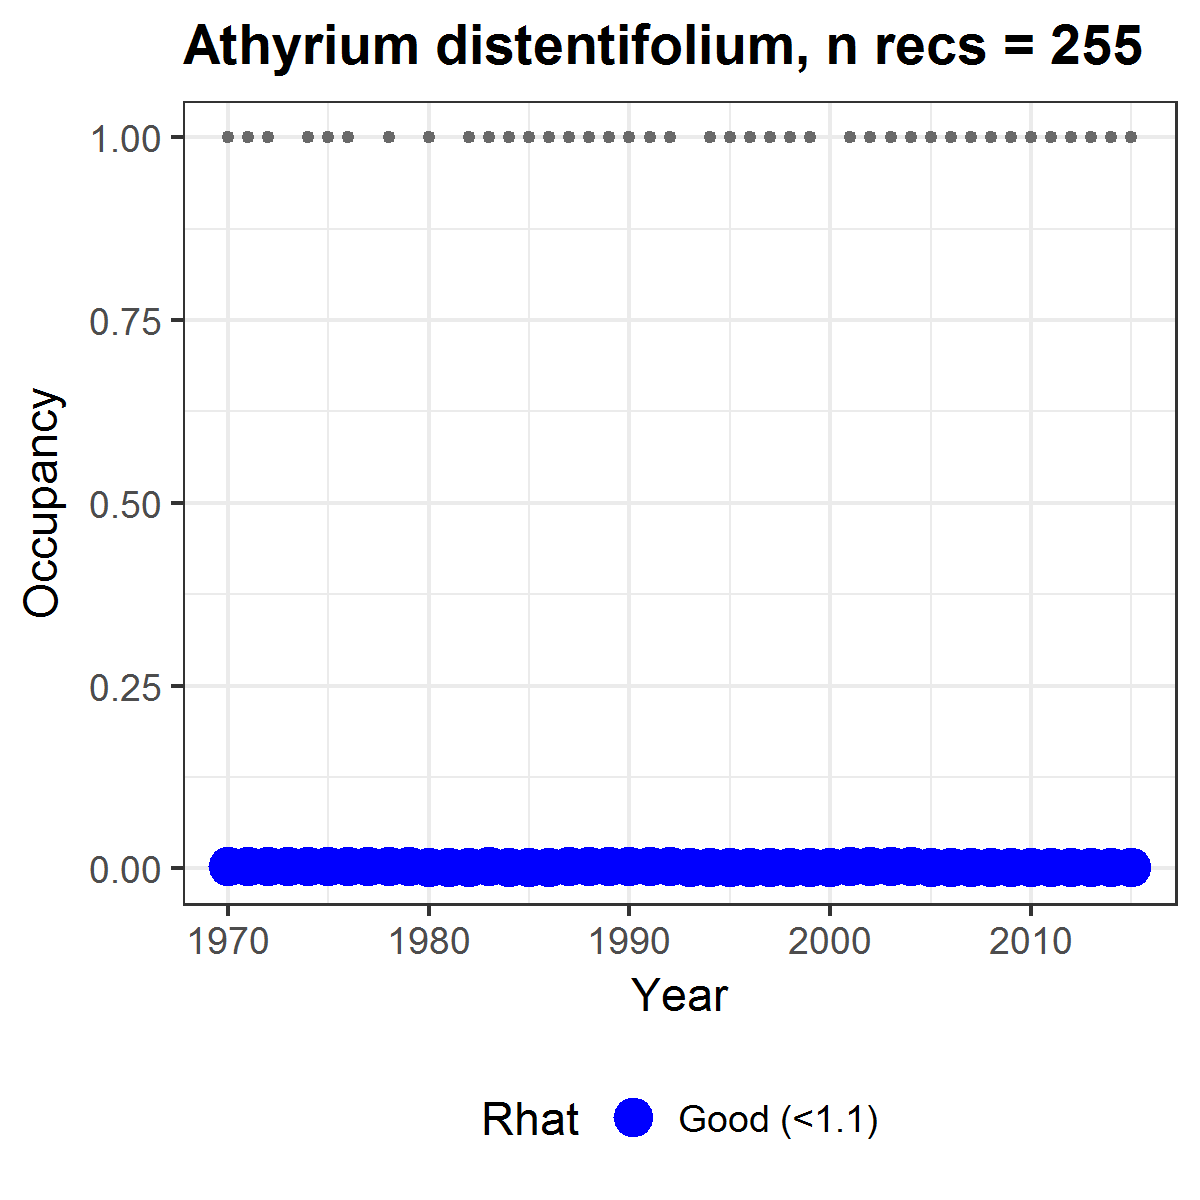 Athyrium distentifolium, n recs = 255
1.00
0.75
0.50
0.25
0.00
Occupancy
1970 1980 1990 2000 2010
Year
Rhat Good (<1.1)